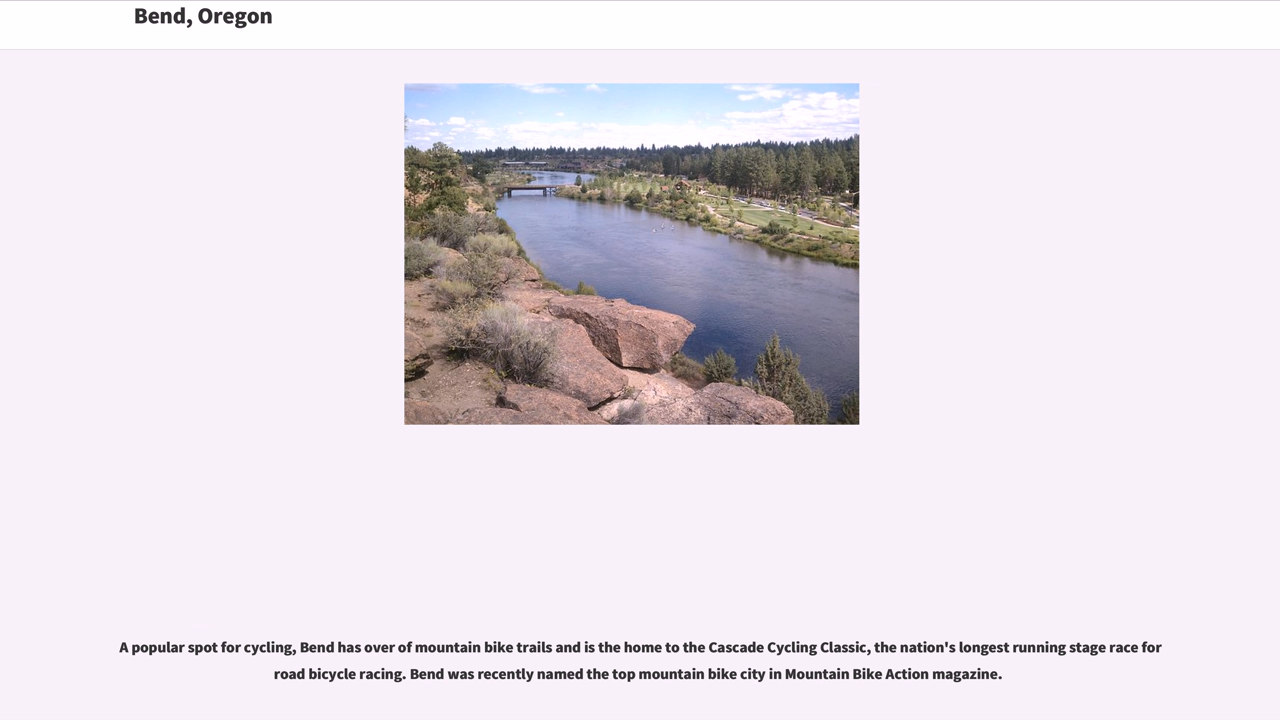 Bend, Oregon
A popular spot for cycling, Bend has over of mountain bike trails and is the home to the Cascade Cycling Classic, the nation's longest running stage race for
road bicycle racing. Bend was recently named the top mountain bike city in Mountain Bike Action magazine.